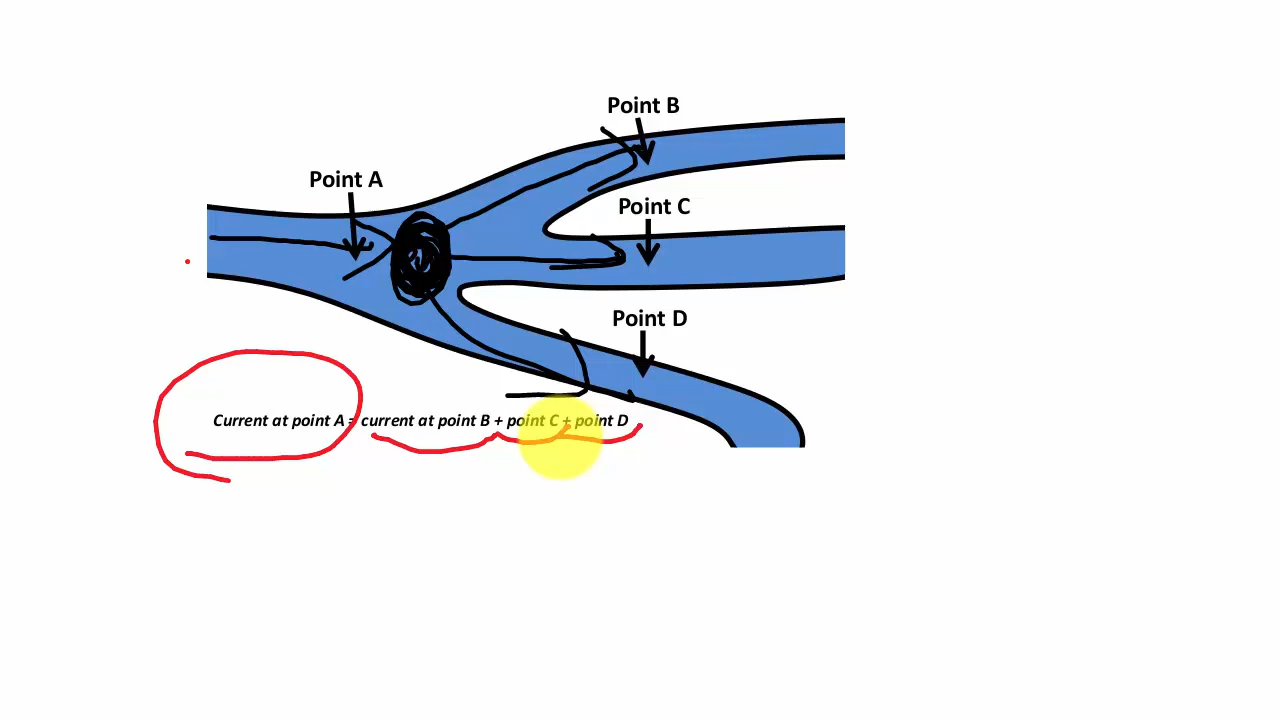 Point B
Point A
Point C
Point D
Current at point A = current at point B + point C + point D